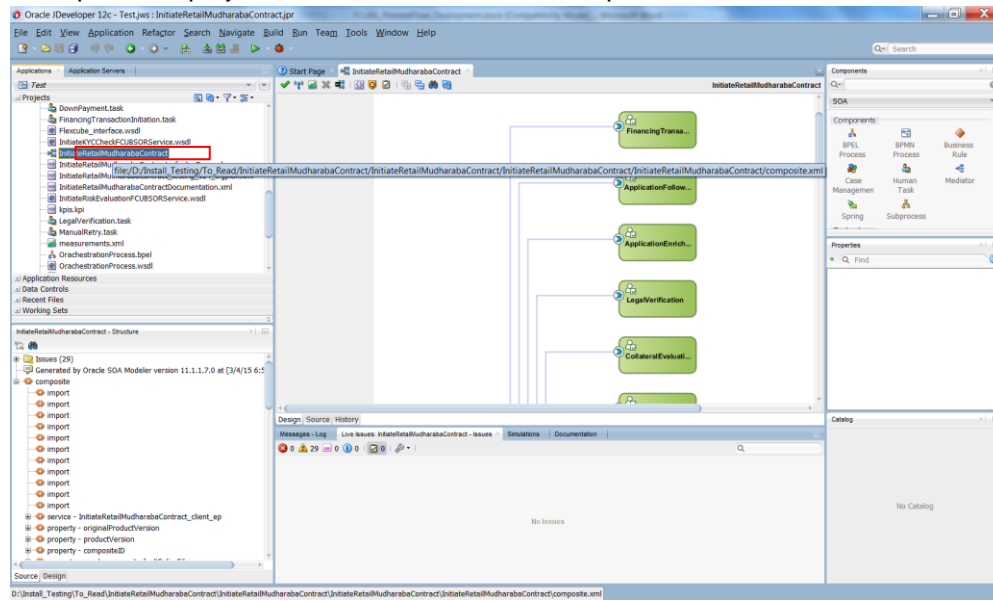 Oracle JDeveloper 12c - Test.jws : InitiateRetailMudharabaContract.jpr
File Edit View Application Refactor Search Navigate Build Run Team Tools Window Help
Search
Applications Application Servers
Start Page InitiateRetailMudharabaContract
Components
Test
InitiateRetailMudharabaContract
Projects
SOA
DownPayment.task
FinancingTransactionInitiation.task
Flexcube_interface.wsdl
InitiateKYCCheckFCUBSORService.wsdl
InitiateRetailMudharabaContract
file:/D:/Install_Testing/To_Read/InitiateRetailMudharabaContract/InitiateRetailMudharabaContract/InitiateRetailMudharabaContract/InitiateRetailMudharabaContract/composite.xml
InitiateRetailMudharabaContractDocumentation.xml
InitiateRiskEvaluationFCUBSORService.wsdl
kpis.kpi
LegalVerification.task
ManualRetry.task
measurements.xml
OrachestrationProcess.bpel
OrachestrationProcess.wsdl
Application Resources
Data Controls
Recent Files
Working Sets
FinancingTransa...
ApplicationFollow...
ApplicationEnrich...
LegalVerification
CollateralEvaluati...
Components
BPEL Process
BPMN Process
Business Rule
Case Managemen
Human Task
Mediator
Spring
Subprocess
Properties
Find
InitiateRetailMudharabaContract - Structure
Issues (29)
Generated by Oracle SOA Modeler version 11.1.1.7.0 at [3/4/15 6:5
composite
import
import
import
import
import
import
import
import
import
import
import
service - InitiateRetailMudharabaContract_client_ep
property - originalProductVersion
property - productVersion
property - compositeID
Source Design
Design Source History
Messages - Log Live Issues: InitiateRetailMudharabaContract - Issues Simulations Documentation
0 29 0 0 0
No Issues
Catalog
No Catalog
D:\Install_Testing\To_Read\InitiateRetailMudharabaContract\InitiateRetailMudharabaContract\InitiateRetailMudharabaContract\InitiateRetailMudharabaContract\composite.xml